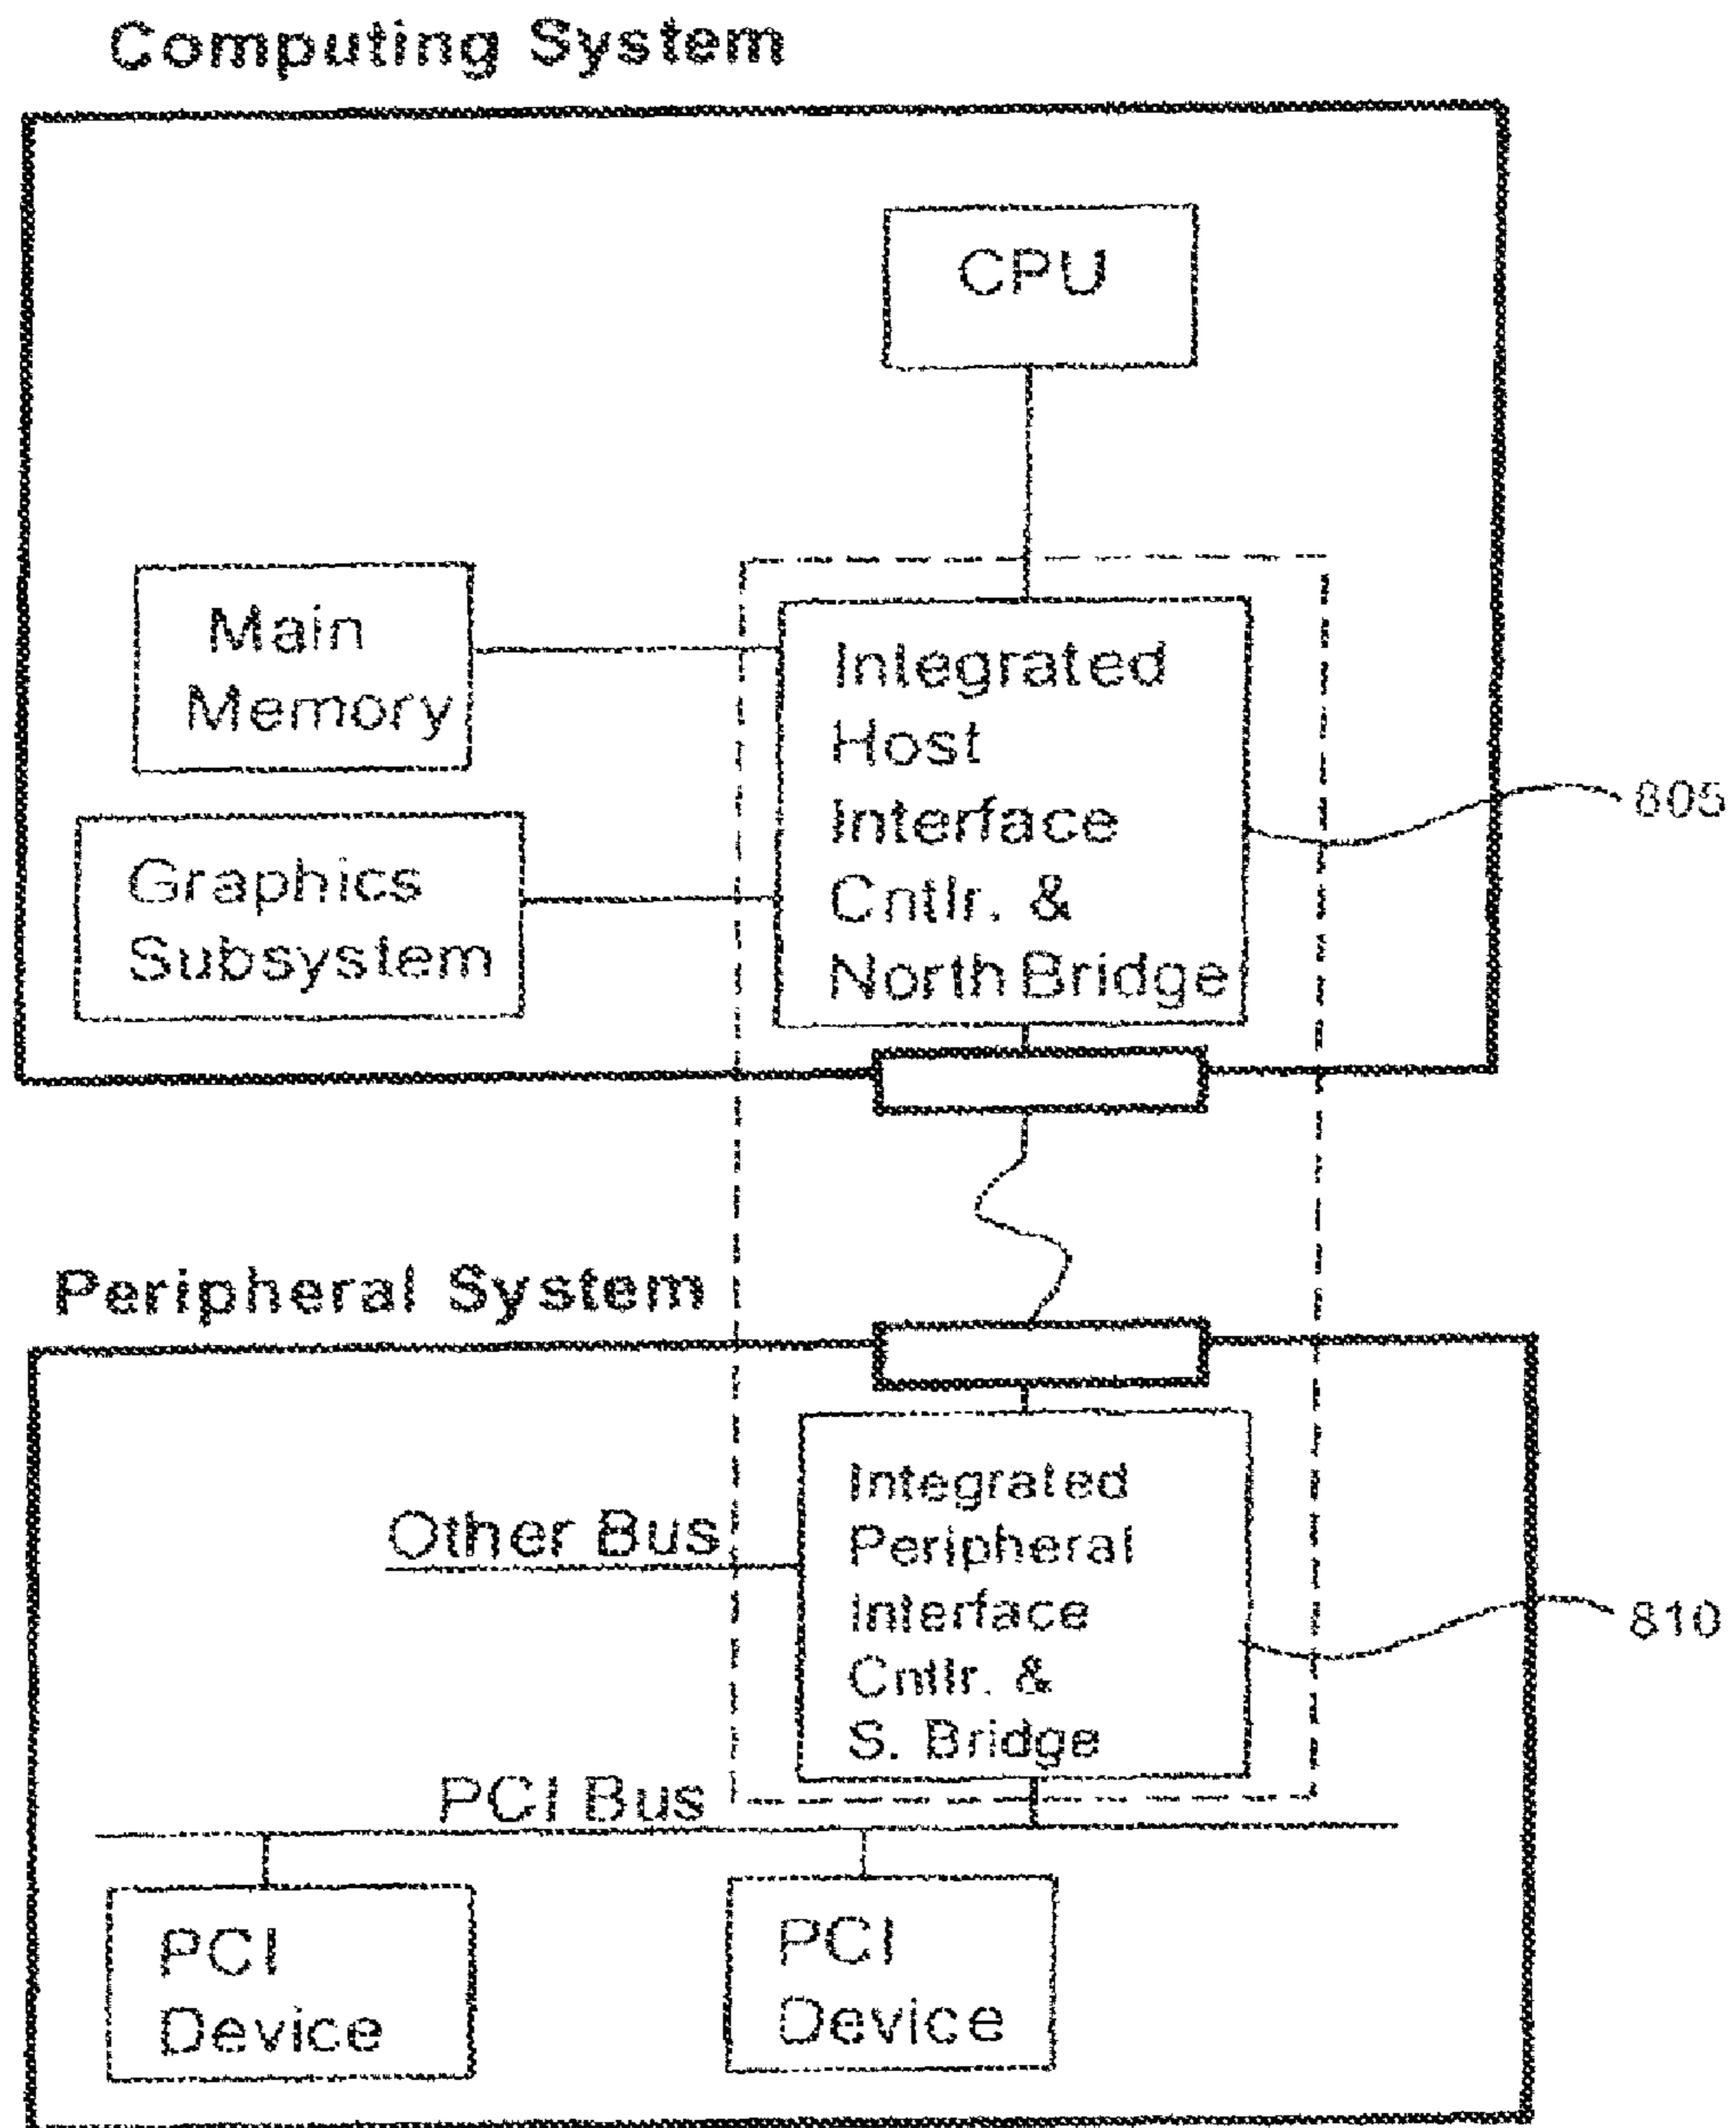 Computing System
CPU
Main
Memory
Graphics
Subsystem
Integrated
Host
Interface
Cntlr. &
North Bridge
805
Peripheral System
Other Bus
Integrated
Peripheral
Interface
Cntlr. &
S. Bridge
810
PCI Bus
PCI
Device
PCI
Device